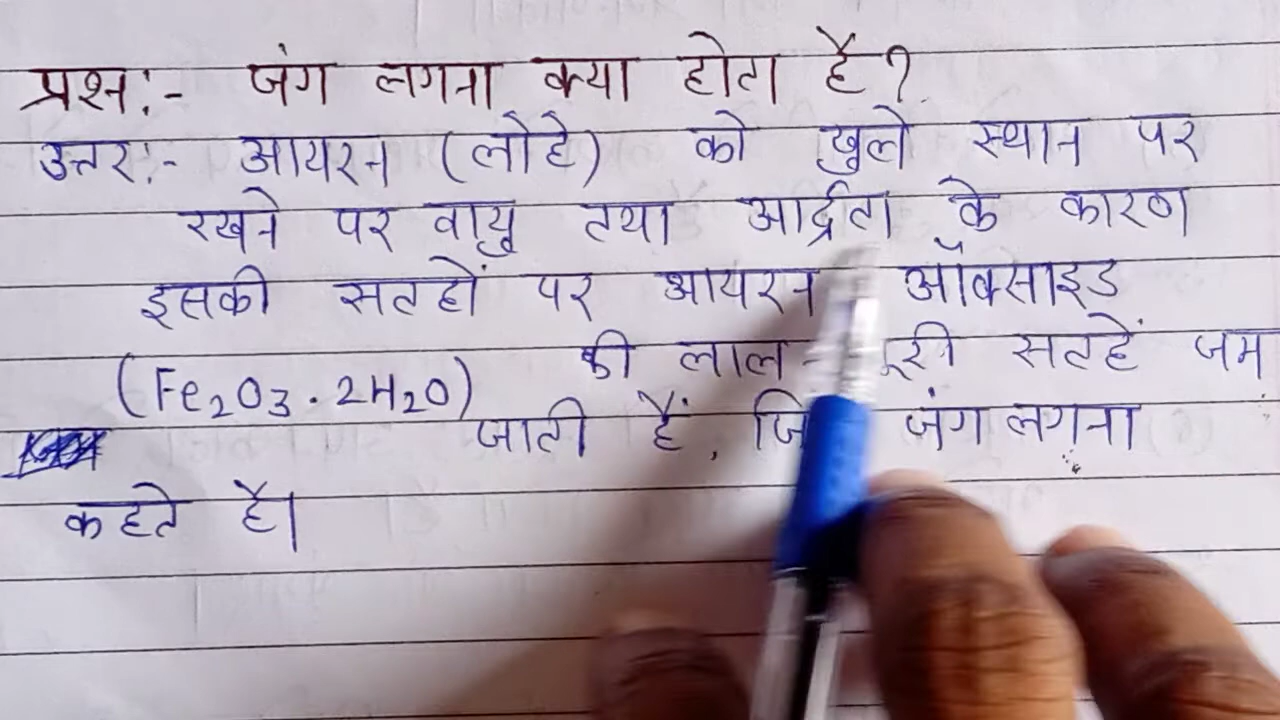 प्रश्न:- जंग लगना क्या होता है?
उत्तर:- आयरन (लोहे) को खुले स्थान पर
रखने पर वायु तथा आर्द्रता के कारण
इसकी सतहों पर आयरन ऑक्साइड
(Fe₂O₃.2H₂O) की लाल सतहें जम
जाती हैं, जंग लगना
कहते है।